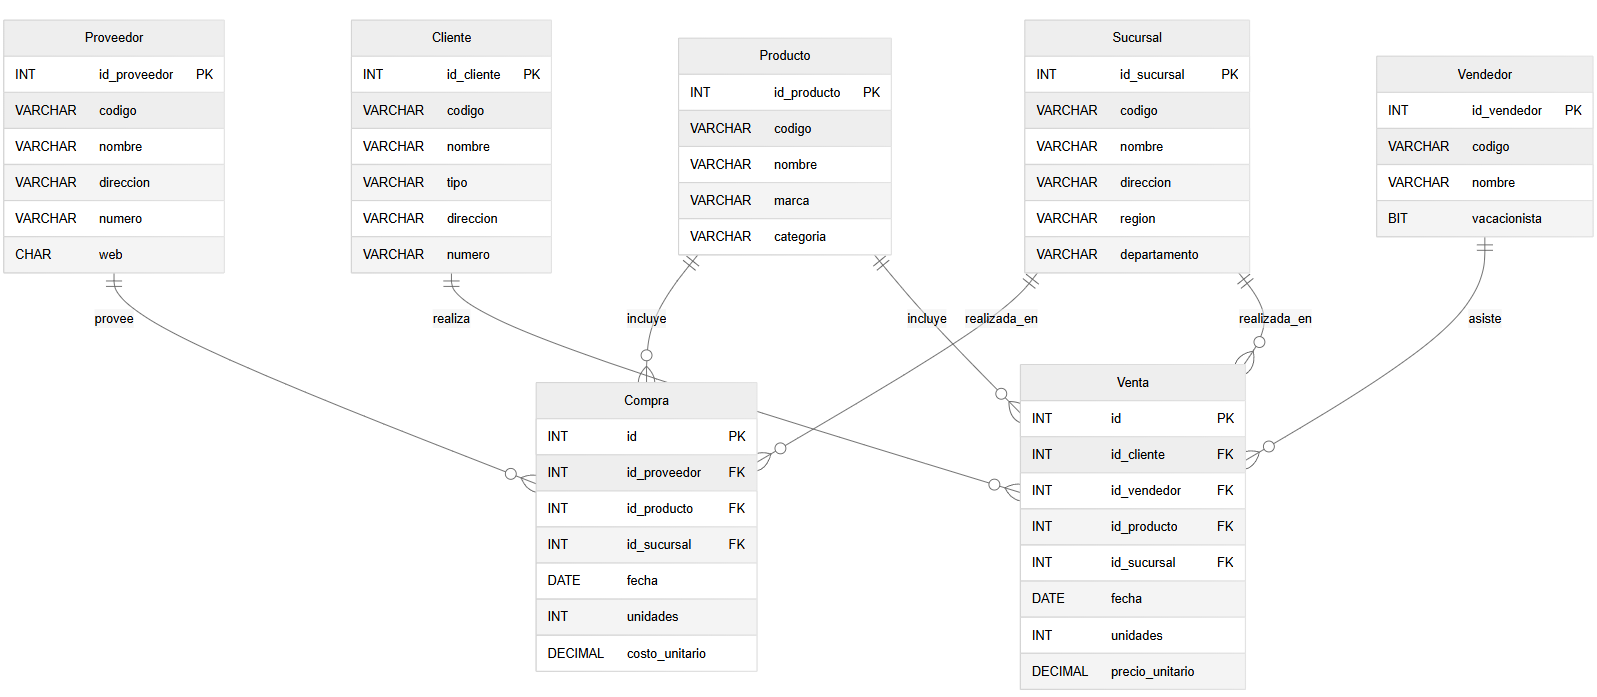 Proveedor
INT id_proveedor PK
VARCHAR codigo
VARCHAR nombre
VARCHAR direccion
VARCHAR numero
CHAR web
Cliente
INT id_cliente PK
VARCHAR codigo
VARCHAR nombre
VARCHAR tipo
VARCHAR direccion
VARCHAR numero
Producto
INT id_producto PK
VARCHAR codigo
VARCHAR nombre
VARCHAR marca
VARCHAR categoria
Sucursal
INT id_sucursal PK
VARCHAR codigo
VARCHAR nombre
VARCHAR direccion
VARCHAR region
VARCHAR departamento
Vendedor
INT id_vendedor PK
VARCHAR codigo
VARCHAR nombre
BIT vacacionista
provee
realiza
incluye
incluye
realizada_en
realizada_en
asiste
Compra
INT id PK
INT id_proveedor FK
INT id_producto FK
INT id_sucursal FK
DATE fecha
INT unidades
DECIMAL costo_unitario
Venta
INT id PK
INT id_cliente FK
INT id_vendedor FK
INT id_producto FK
INT id_sucursal FK
DATE fecha
INT unidades
DECIMAL precio_unitario